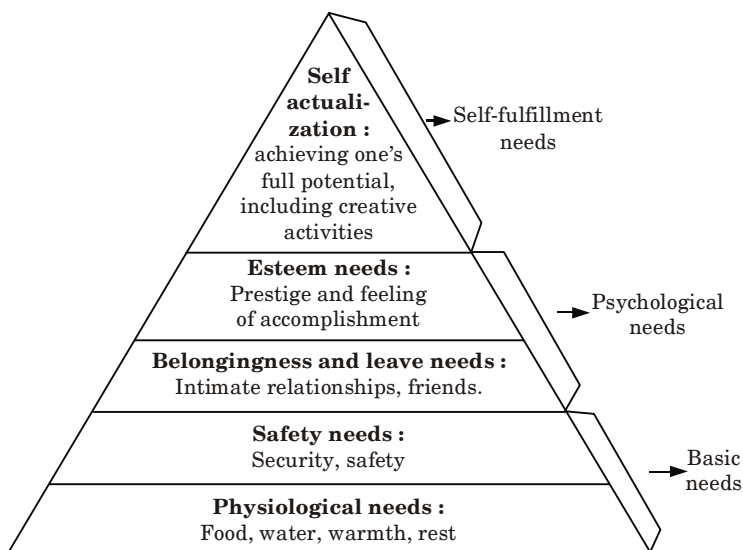 Self
actuali-
zation :
achieving one's
full potential,
including creative
activities
Self-fulfillment
needs
Esteem needs :
Prestige and feeling
of accomplishment
Psychological
needs
Belongingness and leave needs :
Intimate relationships, friends.
Safety needs :
Security, safety
Basic
needs
Physiological needs :
Food, water, warmth, rest